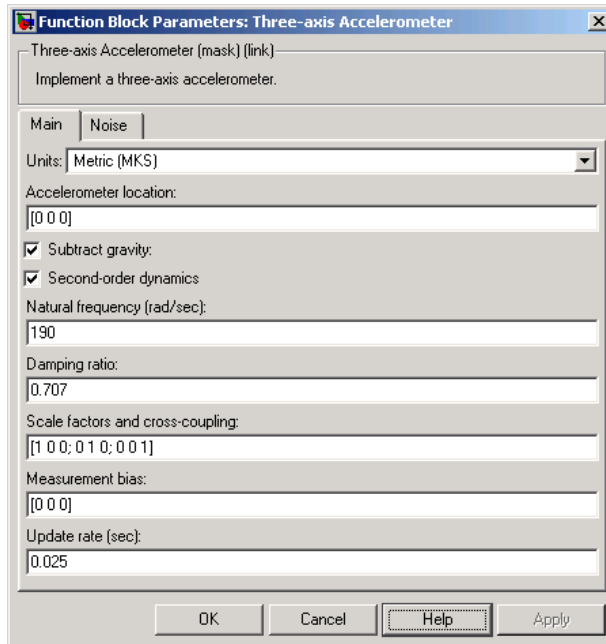 Function Block Parameters: Three-axis Accelerometer
Three-axis Accelerometer (mask) (link)
Implement a three-axis accelerometer.
Main Noise
Units: Metric (MKS)
Accelerometer location:
[0 0 0]
Subtract gravity:
Second-order dynamics
Natural frequency (rad/sec):
190
Damping ratio:
0.707
Scale factors and cross-coupling:
[1 0 0; 0 1 0; 0 0 1]
Measurement bias:
[0 0 0]
Update rate (sec):
0.025
OK Cancel Help Apply